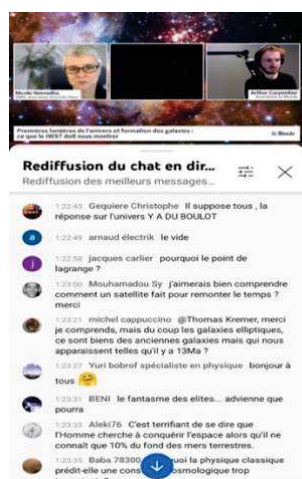 Nicole Nesvadba
Arthur Carpentier
Premières lumières de l'univers et formation des galaxies :
ce que le JWST doit nous montrer
Le Monde
Rediffusion du chat en dir...
Rediffusion des meilleurs messages...
1:22:45 Gequiere Christophe Il suppose tous , la
réponse sur l'univers Y A DU BOULOT
a
1:22:49 arnaud électrik le vide
j
1:22:58 jacques carlier pourquoi le point de
lagrange ?
1:23:00 Mouhamadou Sy j'aimerais bien comprendre
comment un satellite fait pour remonter le temps ?
merci
1:23:21 michel cappuccino @Thomas Kremer, merci
je comprends, mais du coup les galaxies elliptiques,
ce sont biens des anciennes galaxies mais qui nous
apparaissent telles qu'il y a 13Ma ?
1:23:27 Yuri bobrof spécialiste en physique bonjour à
tous 🤗
1:23:31 BENI le fantasme des elites... advienne que
pourra
1:23:33 Aleki76 C'est terrifiant de se dire que
l'Homme cherche à conquérir l'espace alors qu'il ne
connaît que 10% du fond des mers terrestres.
1:23:35 Baba 78300 uoi la physique classique
prédit-elle une cons osmologique trop